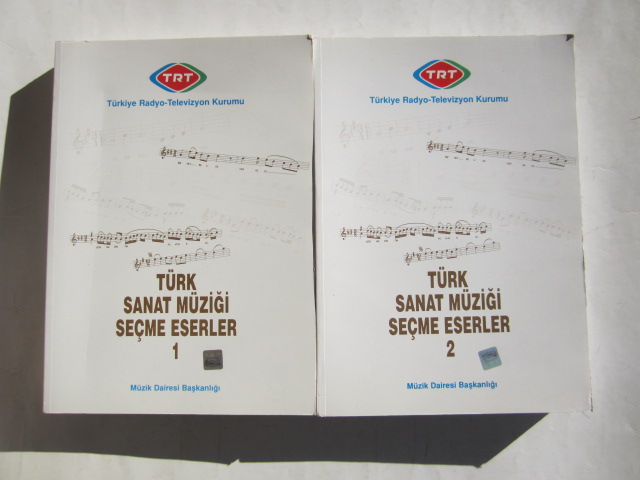 TRT
Türkiye Radyo-Televizyon Kurumu
TÜRK
SANAT MÜZİĞİ
SEÇME ESERLER
1
Müzik Dairesi Başkanlığı
TRT
Türkiye Radyo-Televizyon Kurumu
TÜRK
SANAT MÜZİĞİ
SEÇME ESERLER
2
Müzik Dairesi Başkanlığı